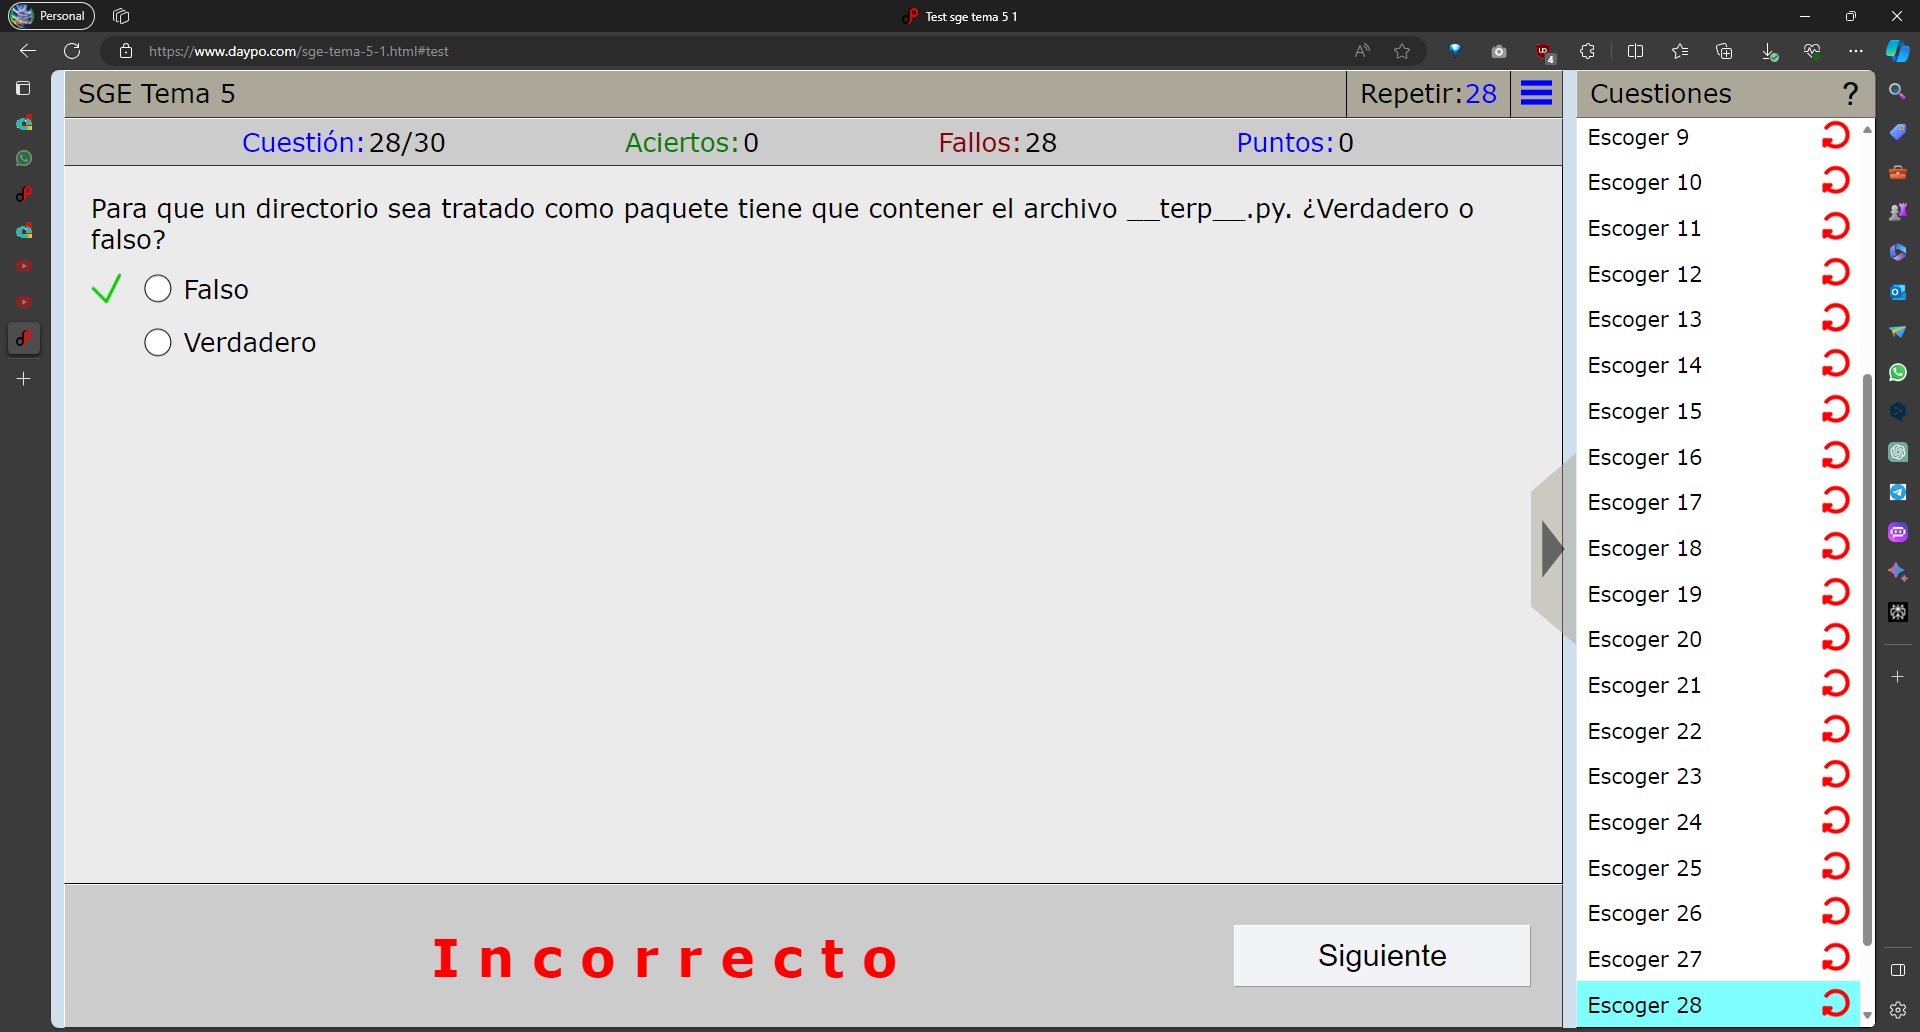 Personal
Test sge tema 5 1
https://www.daypo.com/sge-tema-5-1.html#test
4
SGE Tema 5
Repetir:28
Cuestiones
?
Cuestión:28/30
Aciertos:0
Fallos:28
Puntos:0
Para que un directorio sea tratado como paquete tiene que contener el archivo __terp__.py. ¿Verdadero o
falso?
Falso
Verdadero
Incorrecto
Siguiente
Escoger 9
Escoger 10
Escoger 11
Escoger 12
Escoger 13
Escoger 14
Escoger 15
Escoger 16
Escoger 17
Escoger 18
Escoger 19
Escoger 20
Escoger 21
Escoger 22
Escoger 23
Escoger 24
Escoger 25
Escoger 26
Escoger 27
Escoger 28